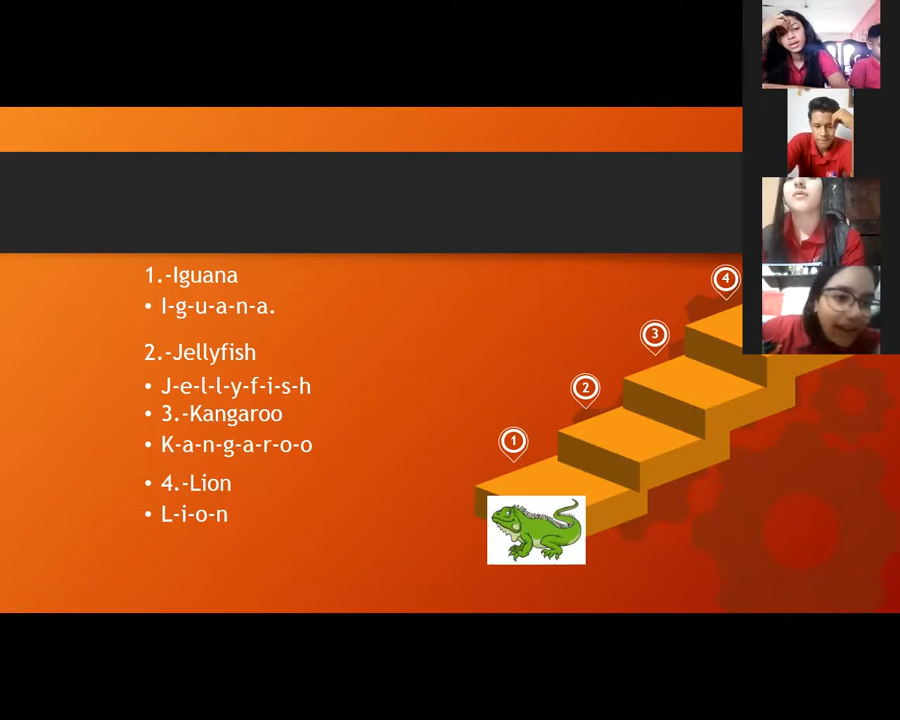 1.-Iguana
• I-g-u-a-n-a.
2.-Jellyfish
• J-e-l-l-y-f-i-s-h
• 3.-Kangaroo
• K-a-n-g-a-r-o-o
• 4.-Lion
• L-i-o-n
4
3
2
1